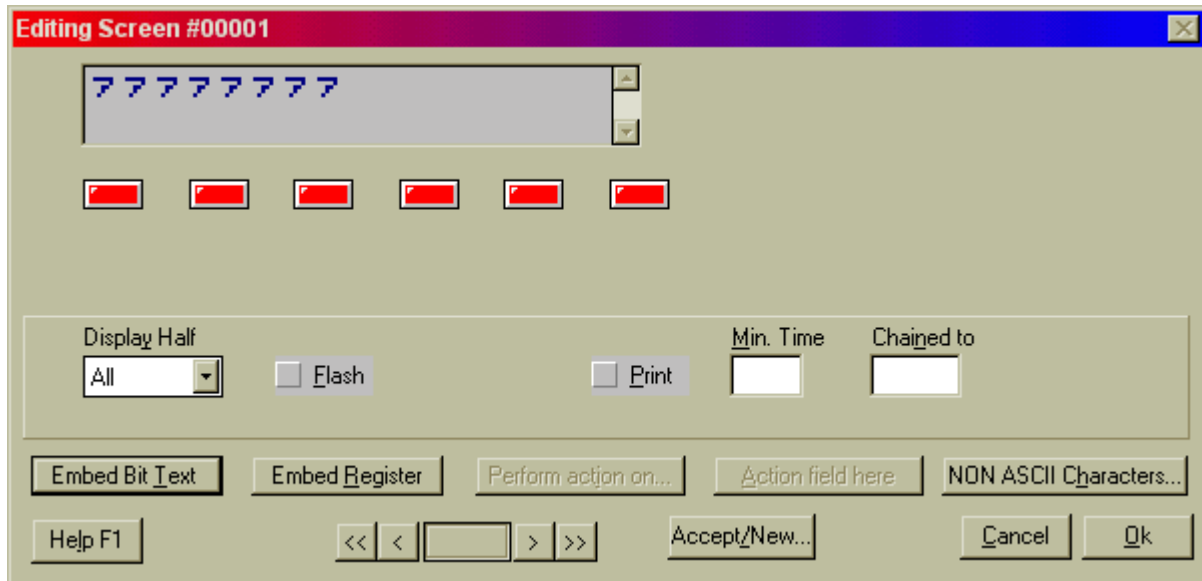 Editing Screen #00001
アアアアアアアア
Display Half
Min. Time
Chained to
All
Flash
Print
Embed Bit Text
Embed Register
Perform action on...
Action field here
NON ASCII Characters...
Help F1
<< < > >>
Accept/New...
Cancel
Ok